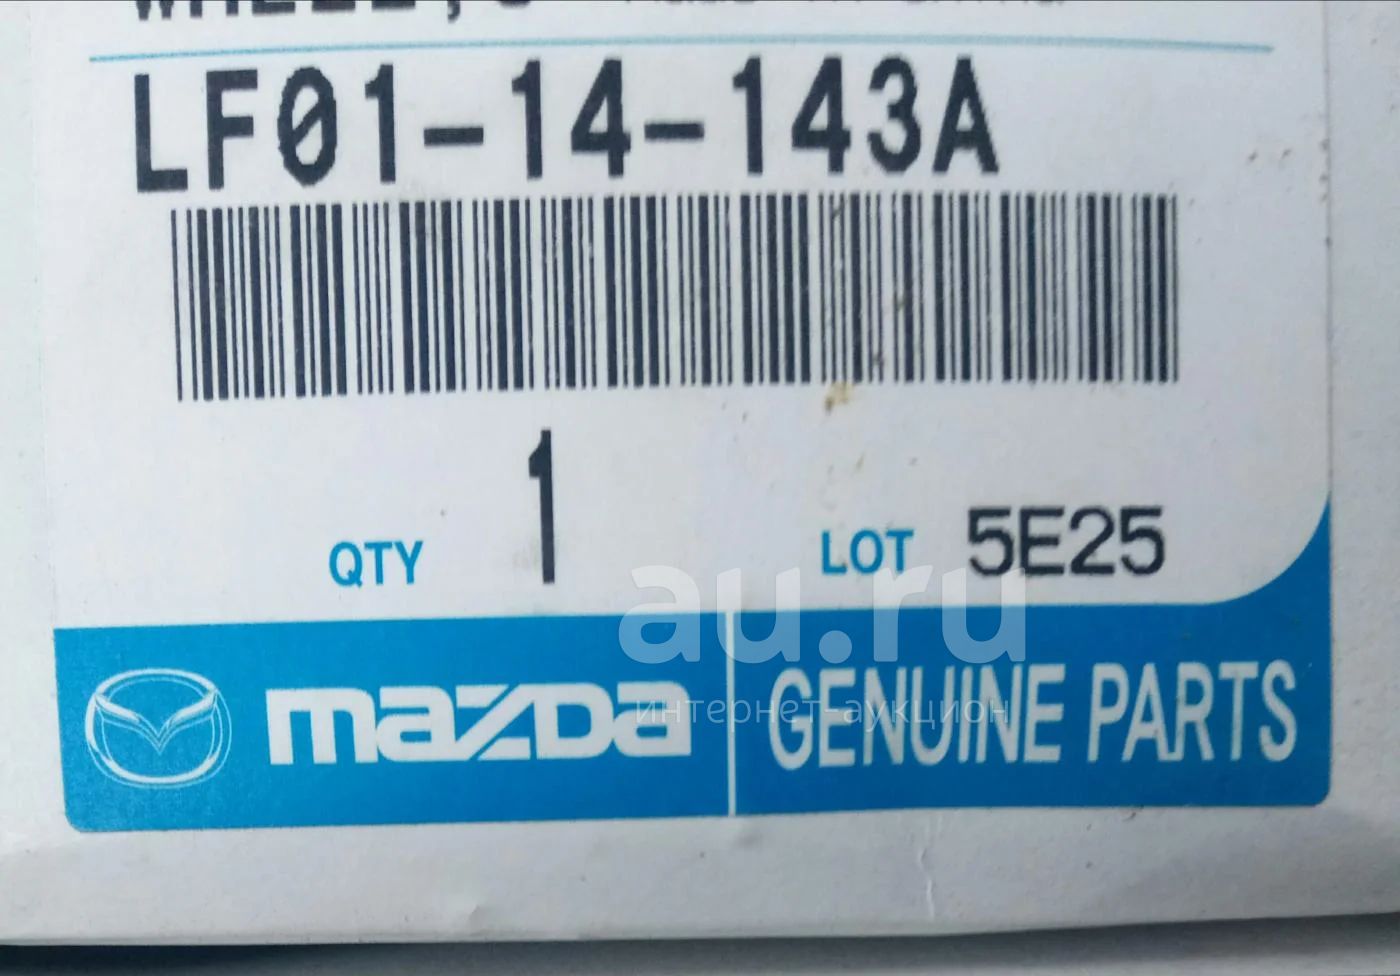 LF01-14-143A
1
QTY
LOT 5E25
au.ru
интернет-аукцион
mazda
GENUINE PARTS